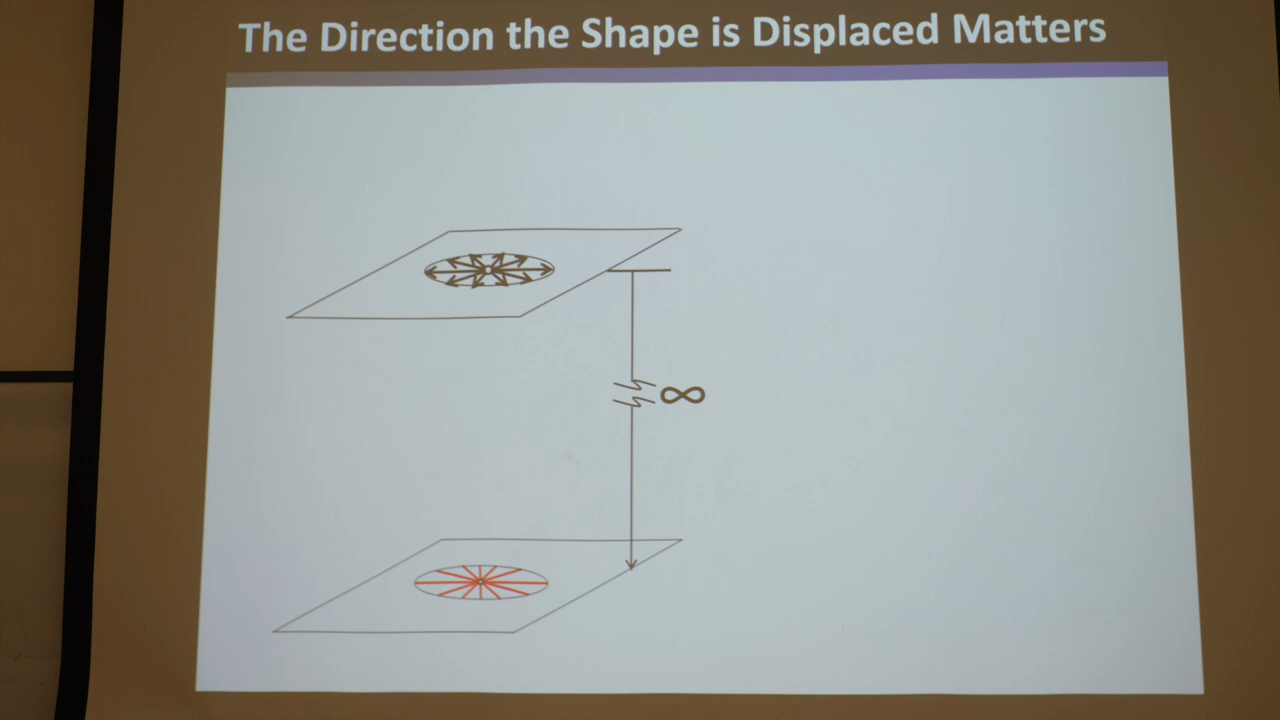 The Direction the Shape is Displaced Matters
∞